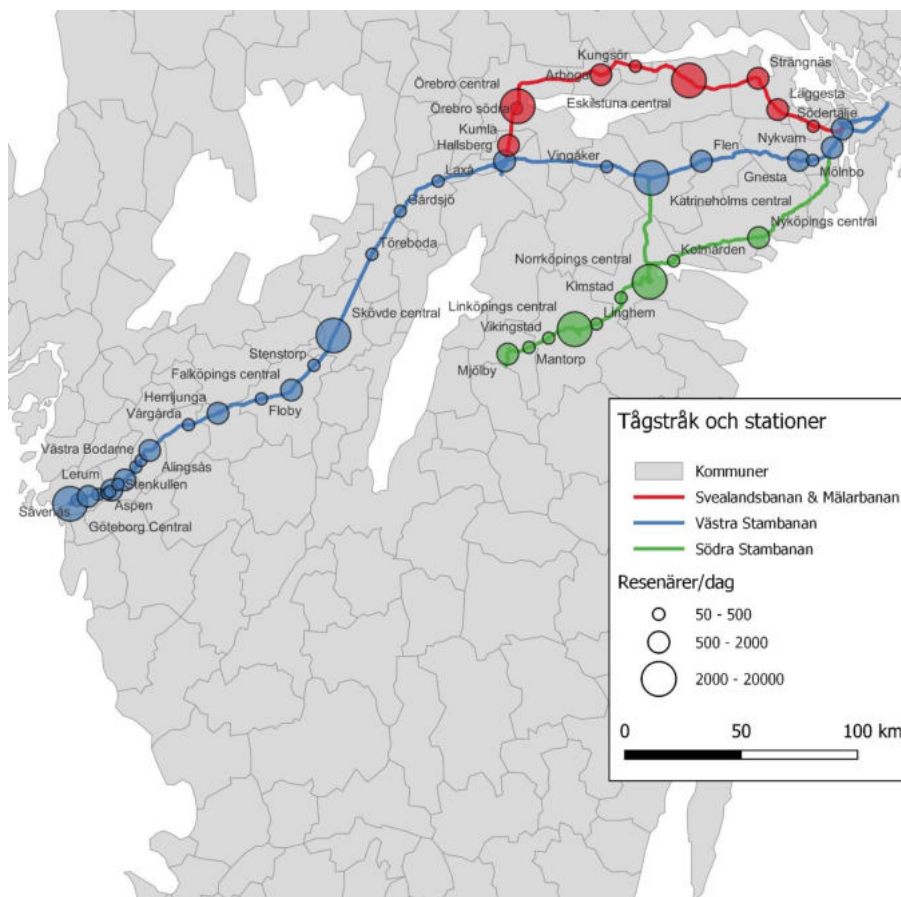 Kungsör
Strängnäs
Arboga
Örebro central
Läggesta
Örebro södra
Eskilstuna central
Södertälje
Kumla
Nykvarn
Hallsberg
Vingåker
Flen
Mölnbo
Laxå
Gnesta
Gårdsjö
Katrineholms central
Nyköpings central
Töreboda
Kolmården
Norrköpings central
Kimstad
Linköpings central
Skövde central
Linghem
Vikingstad
Stenstorp
Mantorp
Mjölby
Falköpings central
Herrljunga
Floby
Vårgårda
Västra Bodarne
Alingsås
Lerum
Stenkullen
Sävenäs
Aspen
Göteborg Central
Tågstråk och stationer
Kommuner
Svealandsbanan & Mälarbanan
Västra Stambanan
Södra Stambanan
Resenärer/dag
50 - 500
500 - 2000
2000 - 20000
0 50 100 km